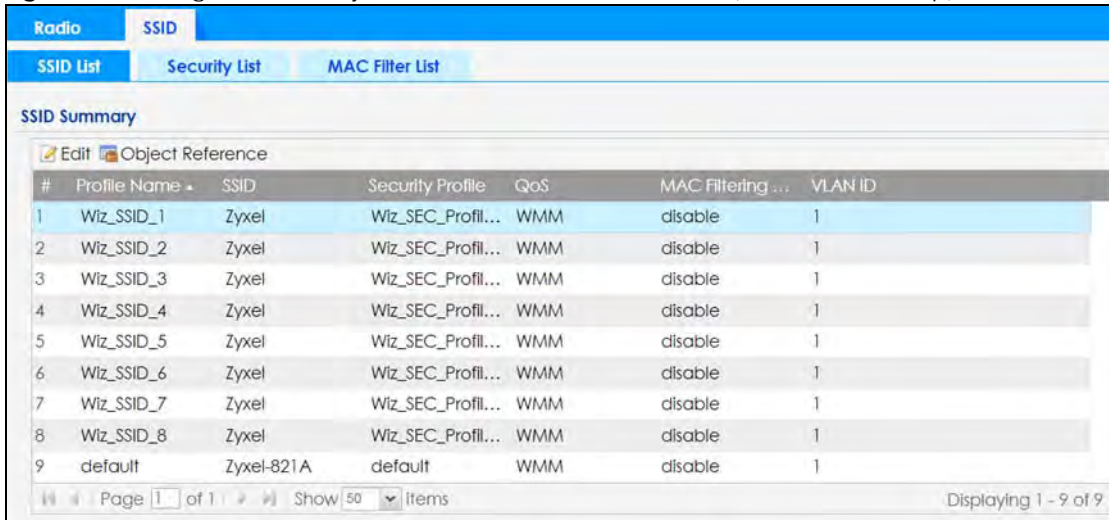 Radio SSID
SSID List Security List MAC Filter List
SSID Summary
Edit Object Reference
# Profile Name SSID Security Profile QoS MAC Filtering ... VLAN ID
1 Wiz_SSID_1 Zyxel Wiz_SEC_Profil... WMM disable 1
2 Wiz_SSID_2 Zyxel Wiz_SEC_Profil... WMM disable 1
3 Wiz_SSID_3 Zyxel Wiz_SEC_Profil... WMM disable 1
4 Wiz_SSID_4 Zyxel Wiz_SEC_Profil... WMM disable 1
5 Wiz_SSID_5 Zyxel Wiz_SEC_Profil... WMM disable 1
6 Wiz_SSID_6 Zyxel Wiz_SEC_Profil... WMM disable 1
7 Wiz_SSID_7 Zyxel Wiz_SEC_Profil... WMM disable 1
8 Wiz_SSID_8 Zyxel Wiz_SEC_Profil... WMM disable 1
9 default Zyxel-821A default WMM disable 1
Page 1 of 1 Show 50 items Displaying 1 - 9 of 9